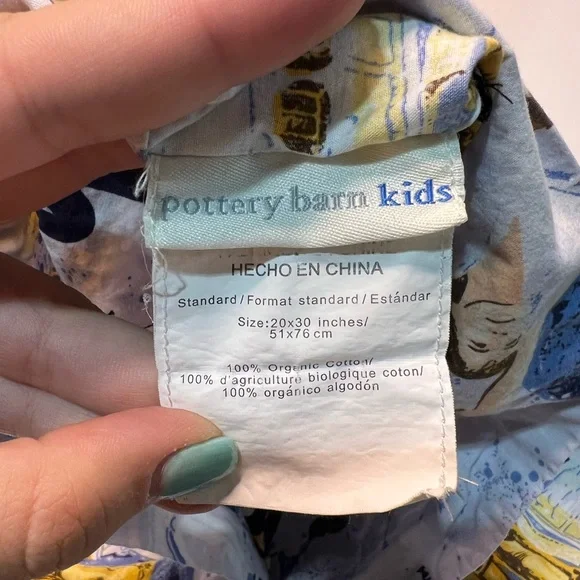 pottery barn kids
HECHO EN CHINA
Standard/Format standard/Estándar
Size:20x30 inches/
51x76 cm
100% Organic Cotton/
100% d'agriculture biologique coton/
100% orgánico algodón